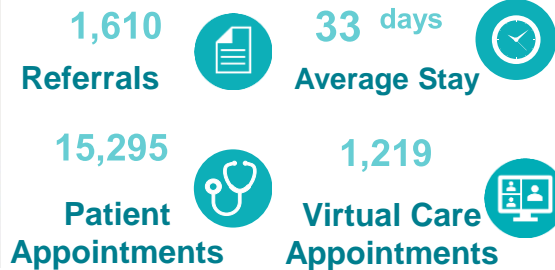 1,610
Referrals
33 days
Average Stay
15,295
Patient
Appointments
1,219
Virtual Care
Appointments